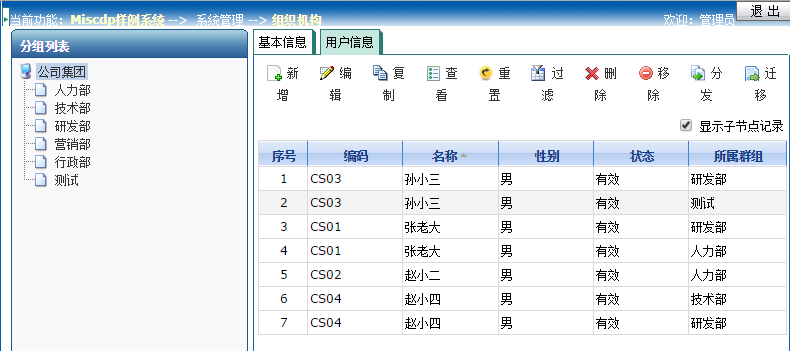 当前功能: Miscdp样例系统 --> 系统管理 --> 组织机构
欢迎: 管理员
退 出
分组列表
公司集团
人力部
技术部
研发部
营销部
行政部
测试
基本信息 用户信息
新增 编辑 复制 查看 重置 过滤 删除 移除 分发 迁移
显示子节点记录
序号 编码 名称 性别 状态 所属群组
1 CS03 孙小三 男 有效 研发部
2 CS03 孙小三 男 有效 测试
3 CS01 张老大 男 有效 研发部
4 CS01 张老大 男 有效 人力部
5 CS02 赵小二 男 有效 人力部
6 CS04 赵小四 男 有效 技术部
7 CS04 赵小四 男 有效 研发部